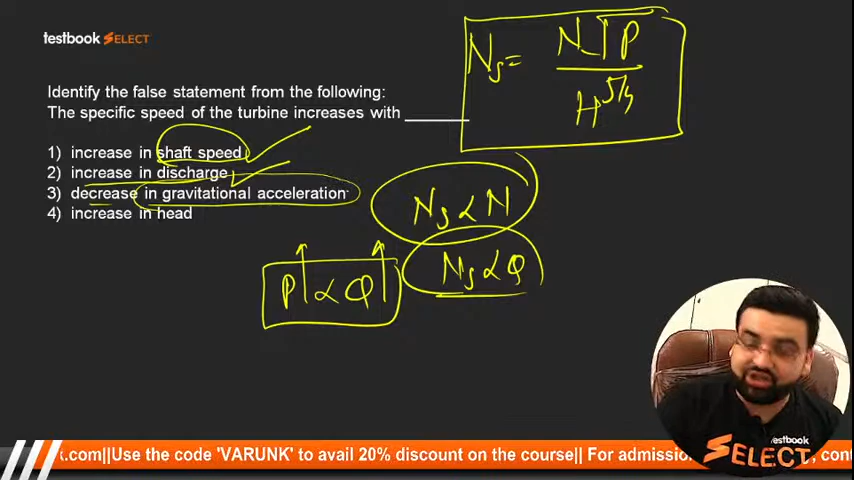 testbook SELECT
Identify the false statement from the following:
The specific speed of the turbine increases with ______
1) increase in shaft speed
2) increase in discharge
3) decrease in gravitational acceleration
4) increase in head
Ns = N√P / H^5/4
Ns ∝ N
Ns ∝ Q
P↑ ∝ Q↑
testbook
SELECT
k.com||Use the code 'VARUNK' to avail 20% discount on the course|| For admissio
, cont